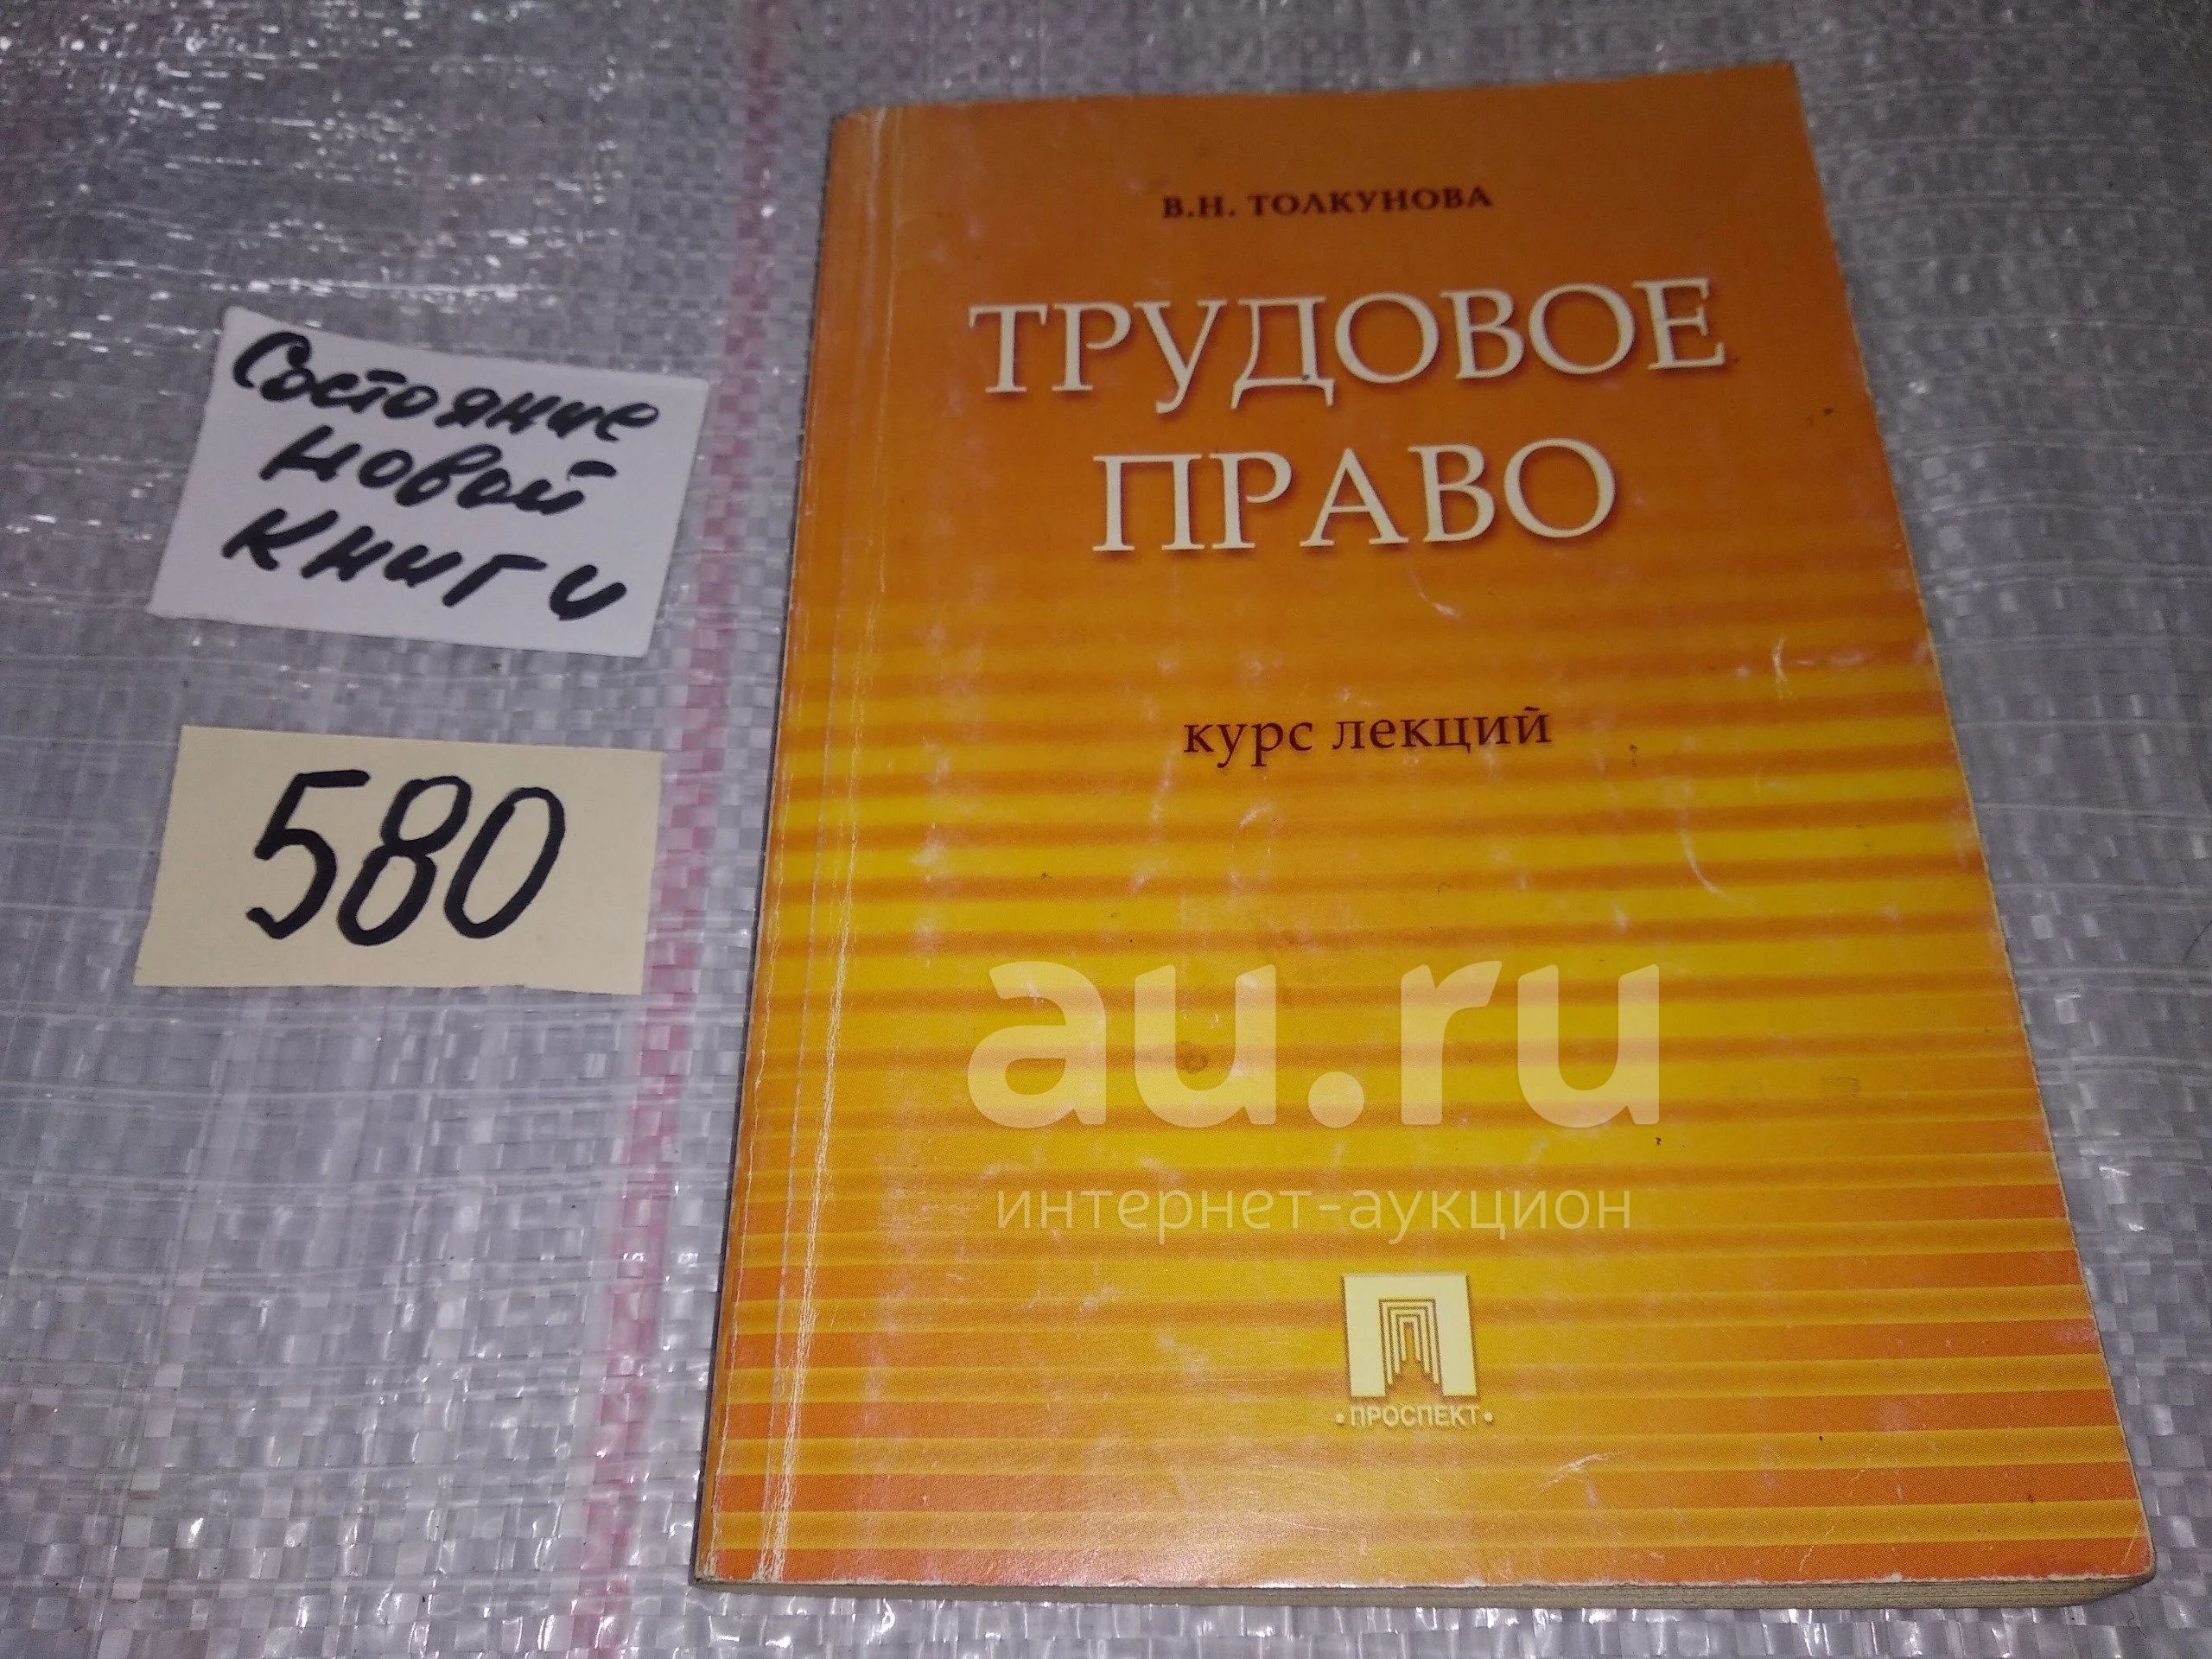 Состояние
новой
книги
580
В.Н. ТОЛКУНОВА
ТРУДОВОЕ
ПРАВО
курс лекций
au.ru
интернет-аукцион
• ПРОСПЕКТ •